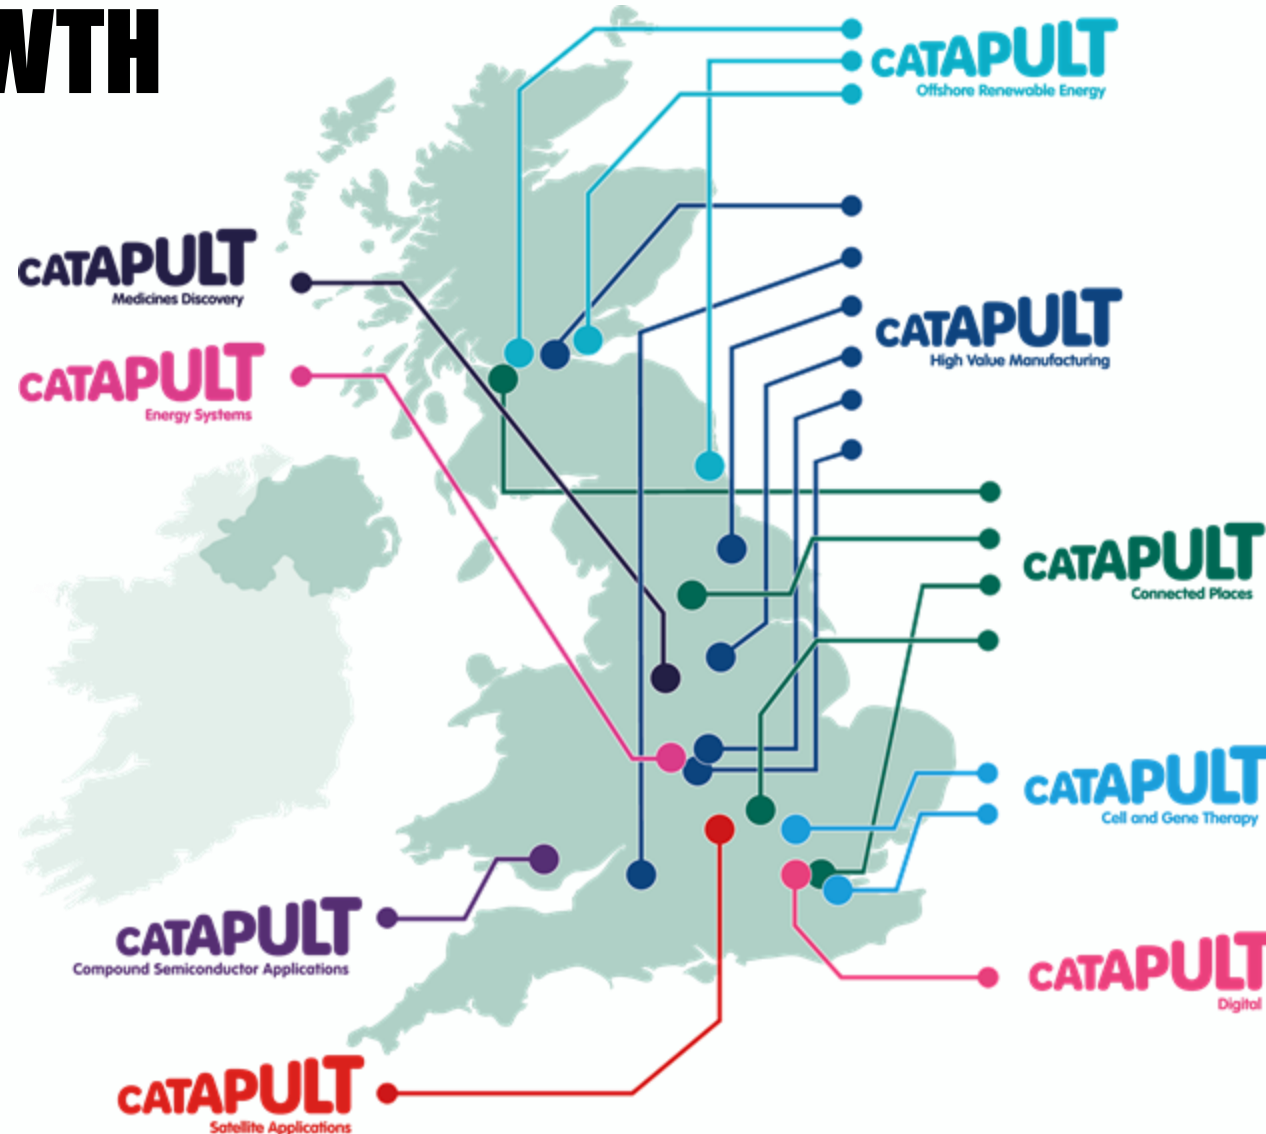 WTH
CATAPULT
Offshore Renewable Energy
CATAPULT
Medicines Discovery
CATAPULT
High Value Manufacturing
CATAPULT
Energy Systems
CATAPULT
Connected Places
CATAPULT
Cell and Gene Therapy
CATAPULT
Compound Semiconductor Applications
CATAPULT
Digital
CATAPULT
Satellite Applications